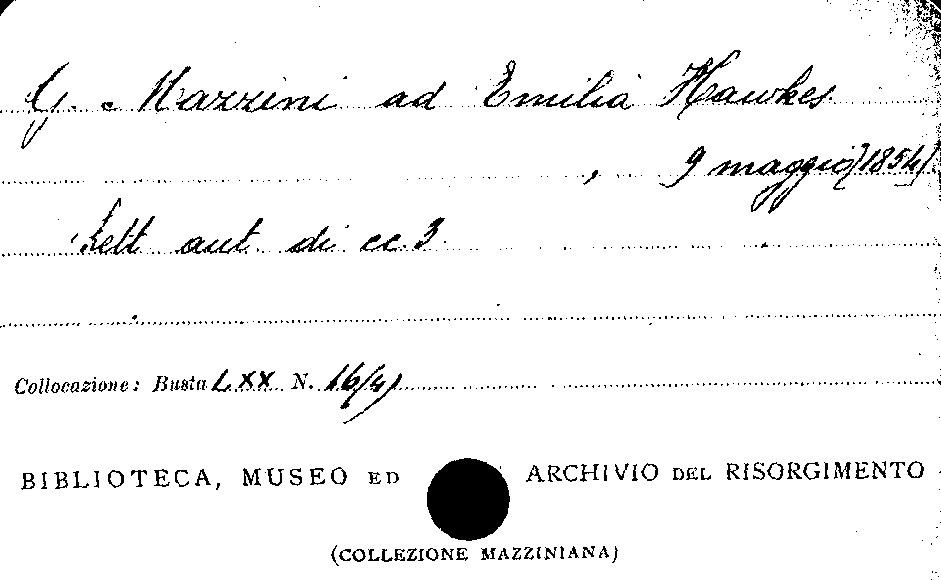 G. Mazzini ad Emilia Hawkes
, 9 maggio [1854]
Lett. aut. di cc. 3
Collocazione: Busta LXX N. 16/41
BIBLIOTECA, MUSEO ED ARCHIVIO DEL RISORGIMENTO
(COLLEZIONE MAZZINIANA)